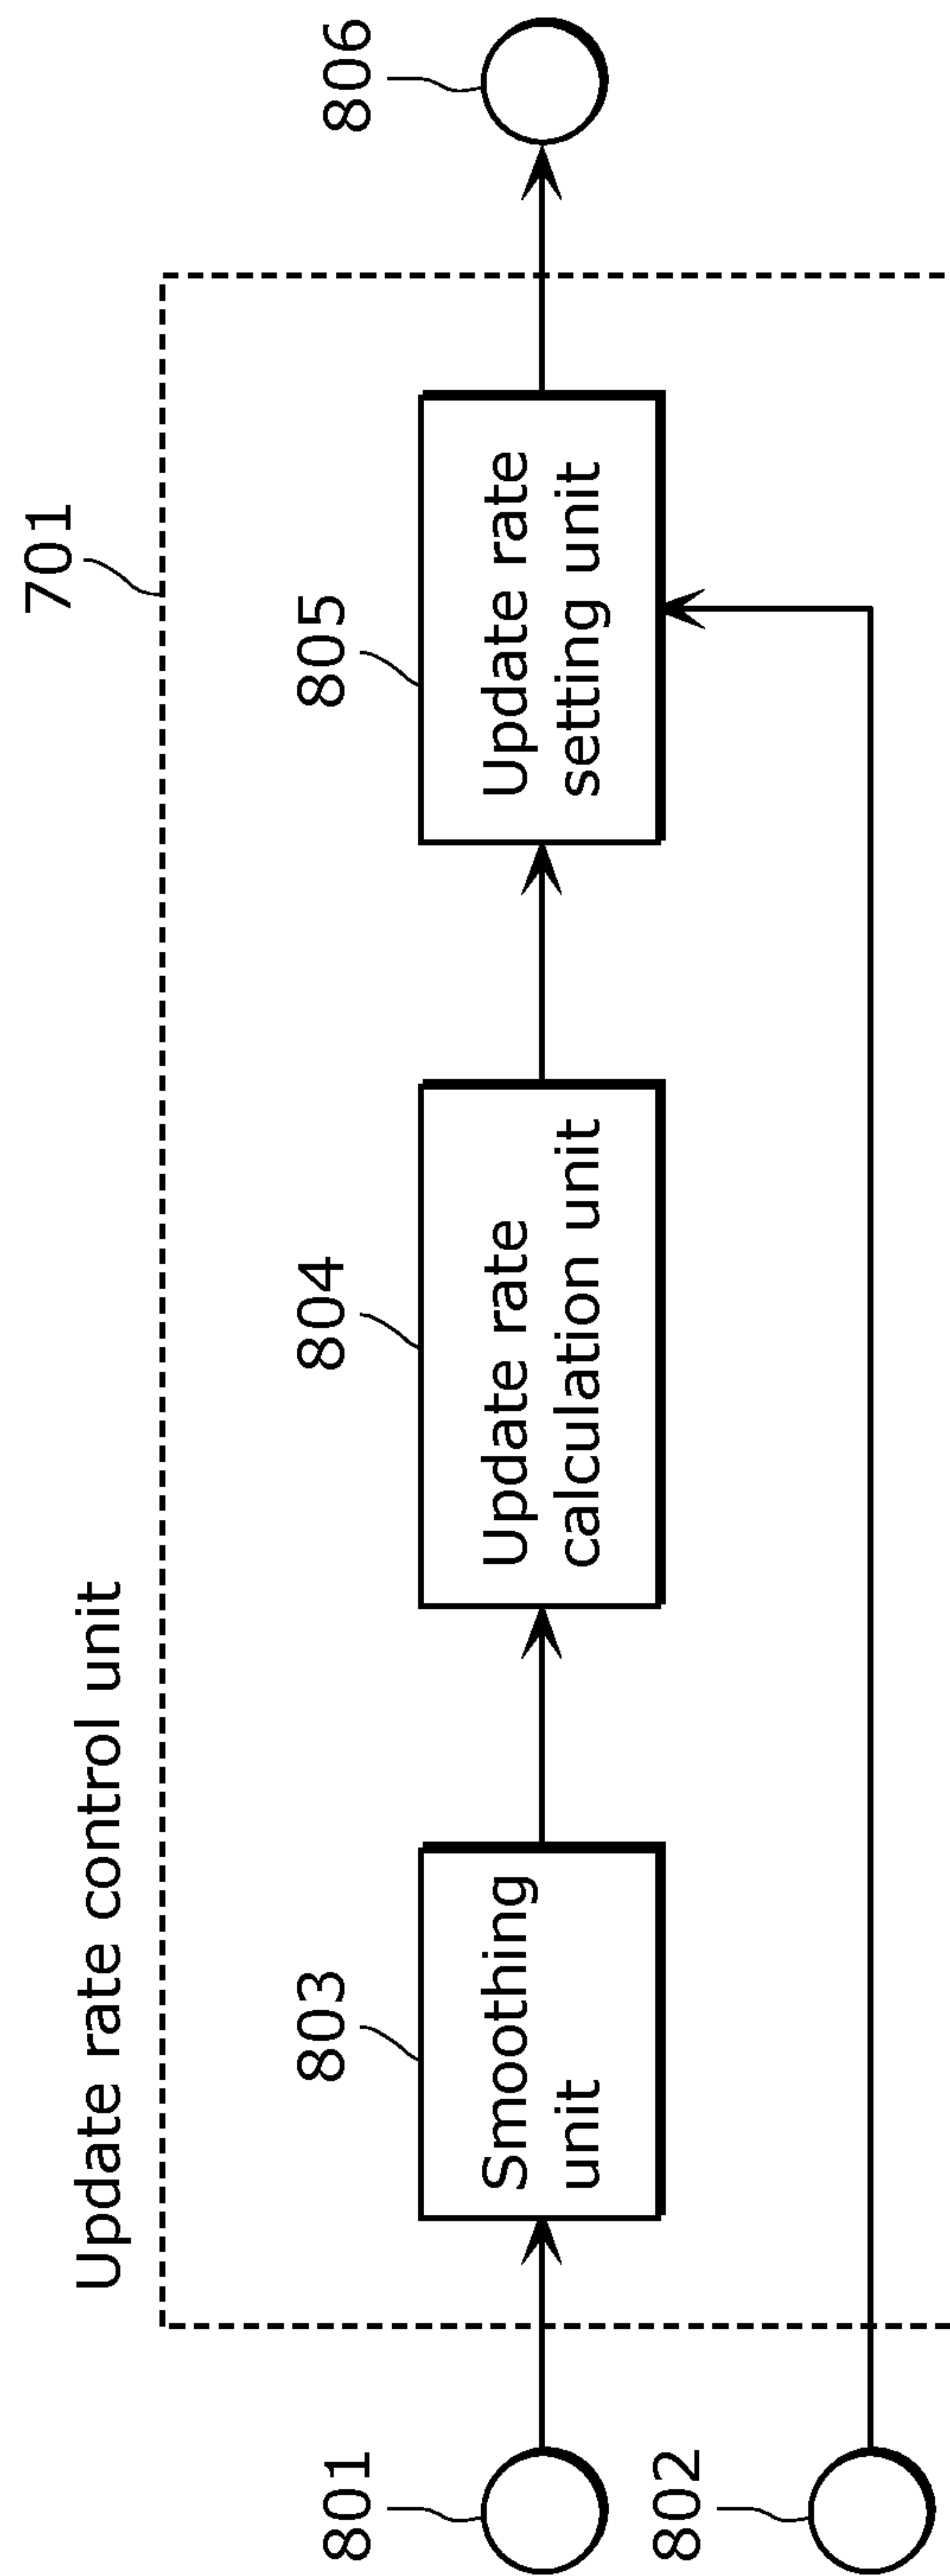 701
Update rate control unit
806
805
804
803
Update rate
setting unit
Update rate
calculation unit
Smoothing
unit
801
802